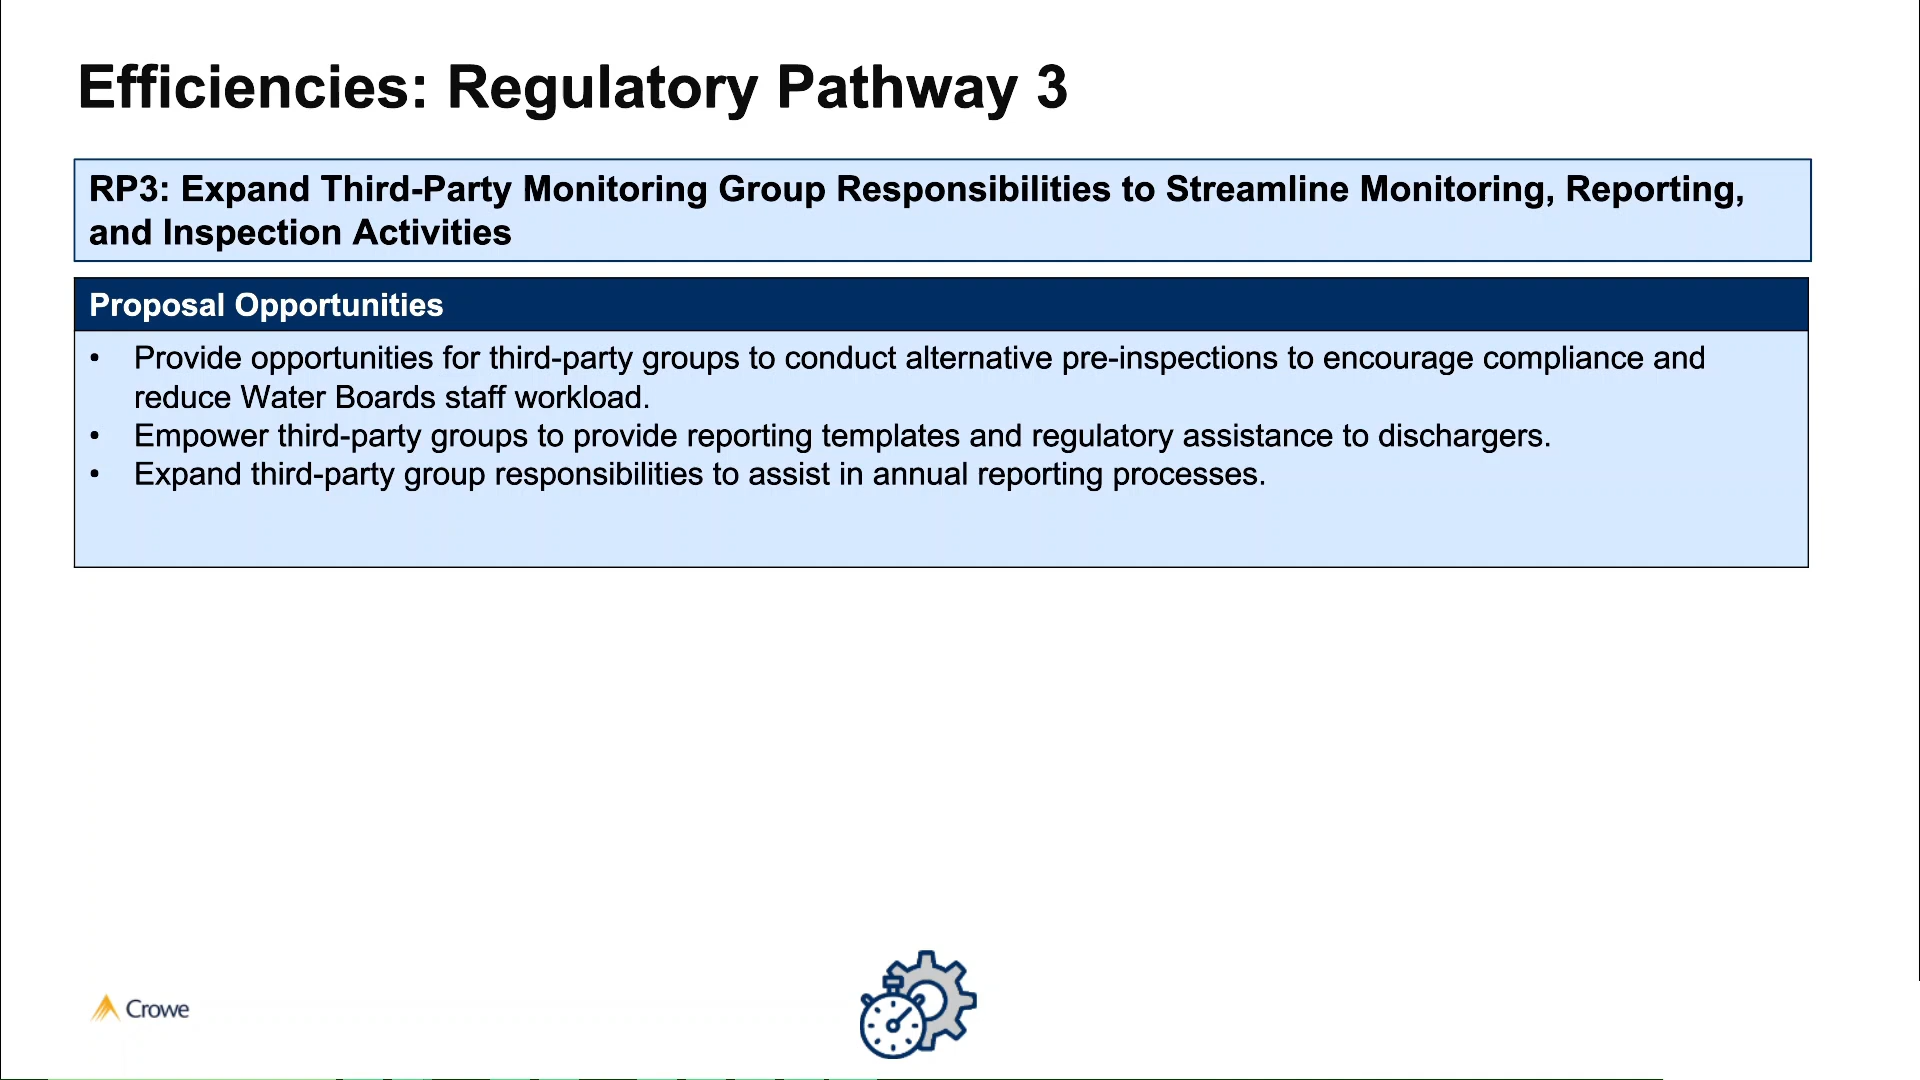 Efficiencies: Regulatory Pathway 3
RP3: Expand Third-Party Monitoring Group Responsibilities to Streamline Monitoring, Reporting,
and Inspection Activities
Proposal Opportunities
• Provide opportunities for third-party groups to conduct alternative pre-inspections to encourage compliance and
reduce Water Boards staff workload.
• Empower third-party groups to provide reporting templates and regulatory assistance to dischargers.
• Expand third-party group responsibilities to assist in annual reporting processes.
Crowe